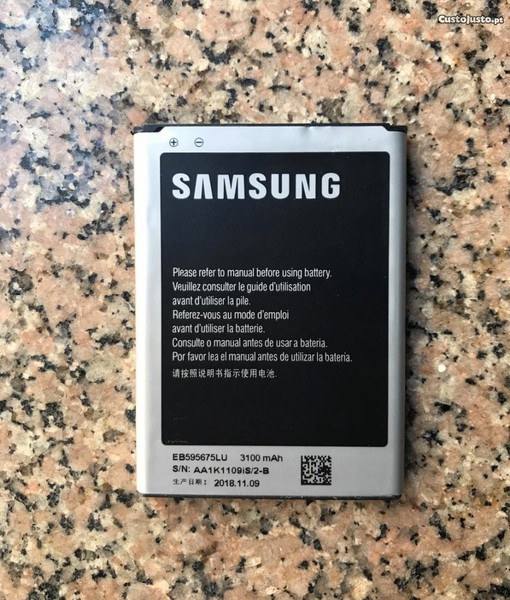 CustoJusto.pt
⊕ ⊖
SAMSUNG
Please refer to manual before using battery.
Veuillez consulter le guide d'utilisation
avant d'utiliser la pile.
Referez-vous au mode d'emploi
avant d'utiliser la batterie.
Consulte o manual antes de usar a bateria.
Por favor lea el manual antes de utilizar la bateria.
请按照说明书指示使用电池.
EB595675LU 3100 mAh
S/N: AA1K1109iS/2-B
生产日期: 2018.11.09